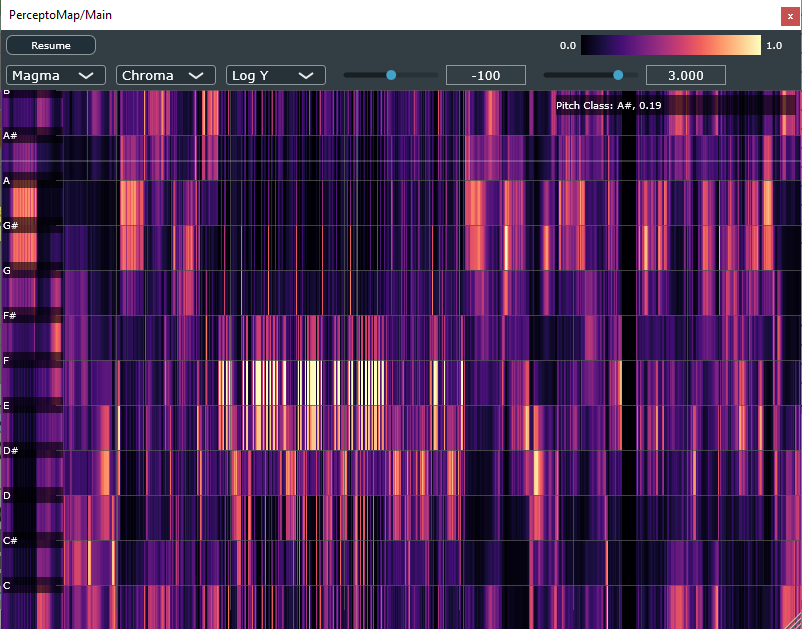 PerceptoMap/Main
x
Resume
0.0
1.0
Magma
Chroma
Log Y
-100
3.000
Pitch Class: A#, 0.19
B
A#
A
G#
G
F#
F
E
D#
D
C#
C